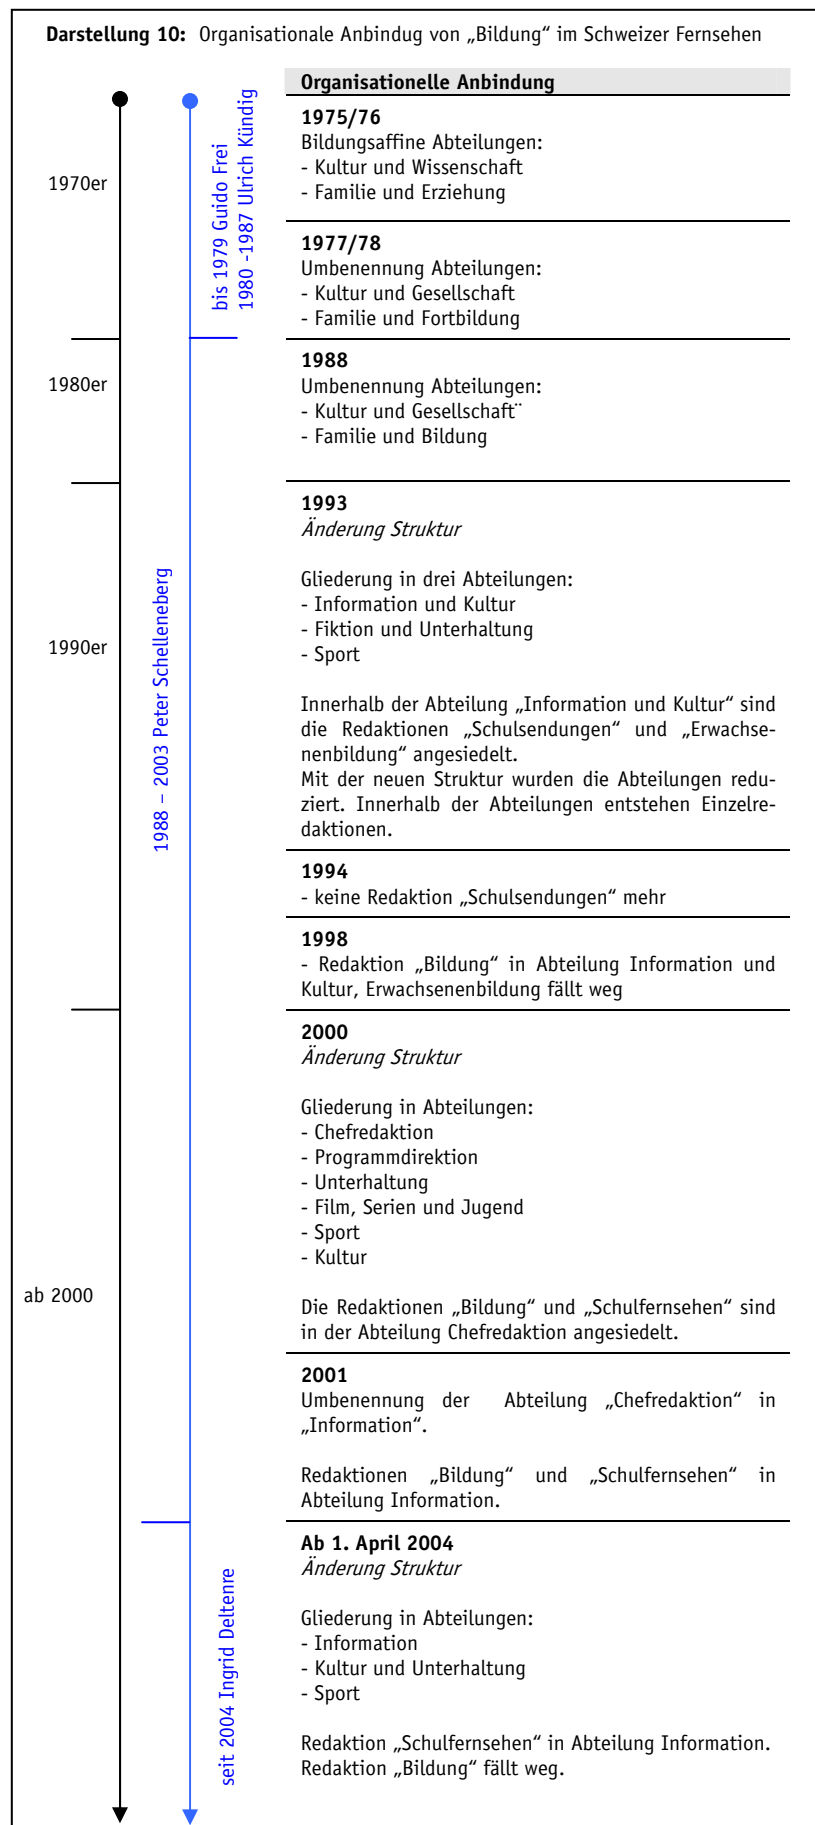 Darstellung 10: Organisationale Anbindug von „Bildung“ im Schweizer Fernsehen
Organisationelle Anbindung
1970er
bis 1979 Guido Frei
1980 -1987 Ulrich Kündig
1975/76
Bildungsaffine Abteilungen:
- Kultur und Wissenschaft
- Familie und Erziehung
1977/78
Umbenennung Abteilungen:
- Kultur und Gesellschaft
- Familie und Fortbildung
1980er
1988
Umbenennung Abteilungen:
- Kultur und Gesellschaft¨
- Familie und Bildung
1990er
1988 – 2003 Peter Schelleneberg
1993
Änderung Struktur
Gliederung in drei Abteilungen:
- Information und Kultur
- Fiktion und Unterhaltung
- Sport
Innerhalb der Abteilung „Information und Kultur“ sind
die Redaktionen „Schulsendungen“ und „Erwachse-
nenbildung“ angesiedelt.
Mit der neuen Struktur wurden die Abteilungen redu-
ziert. Innerhalb der Abteilungen entstehen Einzelre-
daktionen.
1994
- keine Redaktion „Schulsendungen“ mehr
1998
- Redaktion „Bildung“ in Abteilung Information und
Kultur, Erwachsenenbildung fällt weg
ab 2000
2000
Änderung Struktur
Gliederung in Abteilungen:
- Chefredaktion
- Programmdirektion
- Unterhaltung
- Film, Serien und Jugend
- Sport
- Kultur
Die Redaktionen „Bildung“ und „Schulfernsehen“ sind
in der Abteilung Chefredaktion angesiedelt.
2001
Umbenennung der Abteilung „Chefredaktion“ in
„Information“.
Redaktionen „Bildung“ und „Schulfernsehen“ in
Abteilung Information.
seit 2004 Ingrid Deltenre
Ab 1. April 2004
Änderung Struktur
Gliederung in Abteilungen:
- Information
- Kultur und Unterhaltung
- Sport
Redaktion „Schulfernsehen“ in Abteilung Information.
Redaktion „Bildung“ fällt weg.